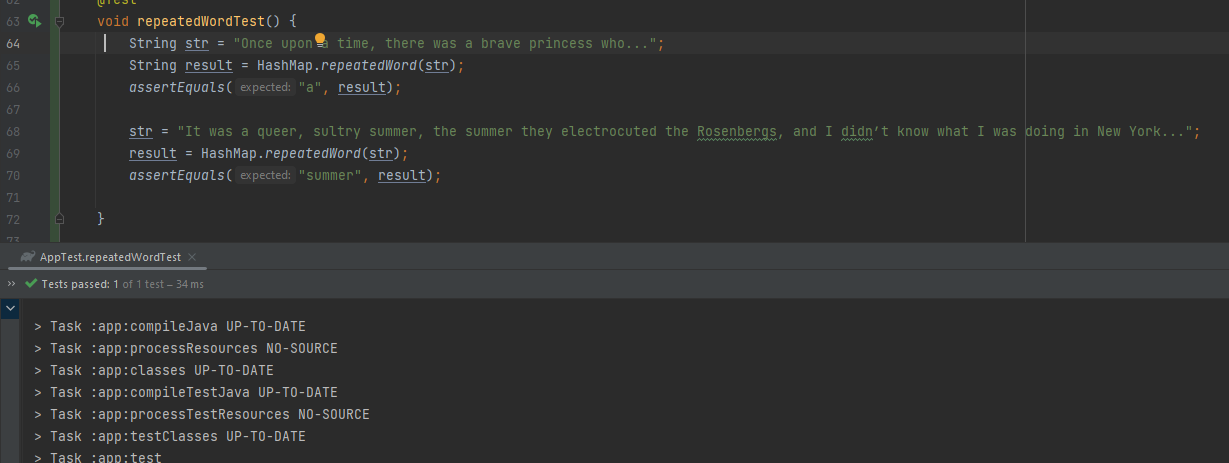 62 @Test
63 void repeatedWordTest() {
64 String str = "Once upon a time, there was a brave princess who...";
65 String result = HashMap.repeatedWord(str);
66 assertEquals( expected: "a", result);
67
68 str = "It was a queer, sultry summer, the summer they electrocuted the Rosenbergs, and I didn’t know what I was doing in New York...";
69 result = HashMap.repeatedWord(str);
70 assertEquals( expected: "summer", result);
71
72 }
73
AppTest.repeatedWordTest ×
» Tests passed: 1 of 1 test – 34 ms
> Task :app:compileJava UP-TO-DATE
> Task :app:processResources NO-SOURCE
> Task :app:classes UP-TO-DATE
> Task :app:compileTestJava UP-TO-DATE
> Task :app:processTestResources NO-SOURCE
> Task :app:testClasses UP-TO-DATE
> Task :app:test